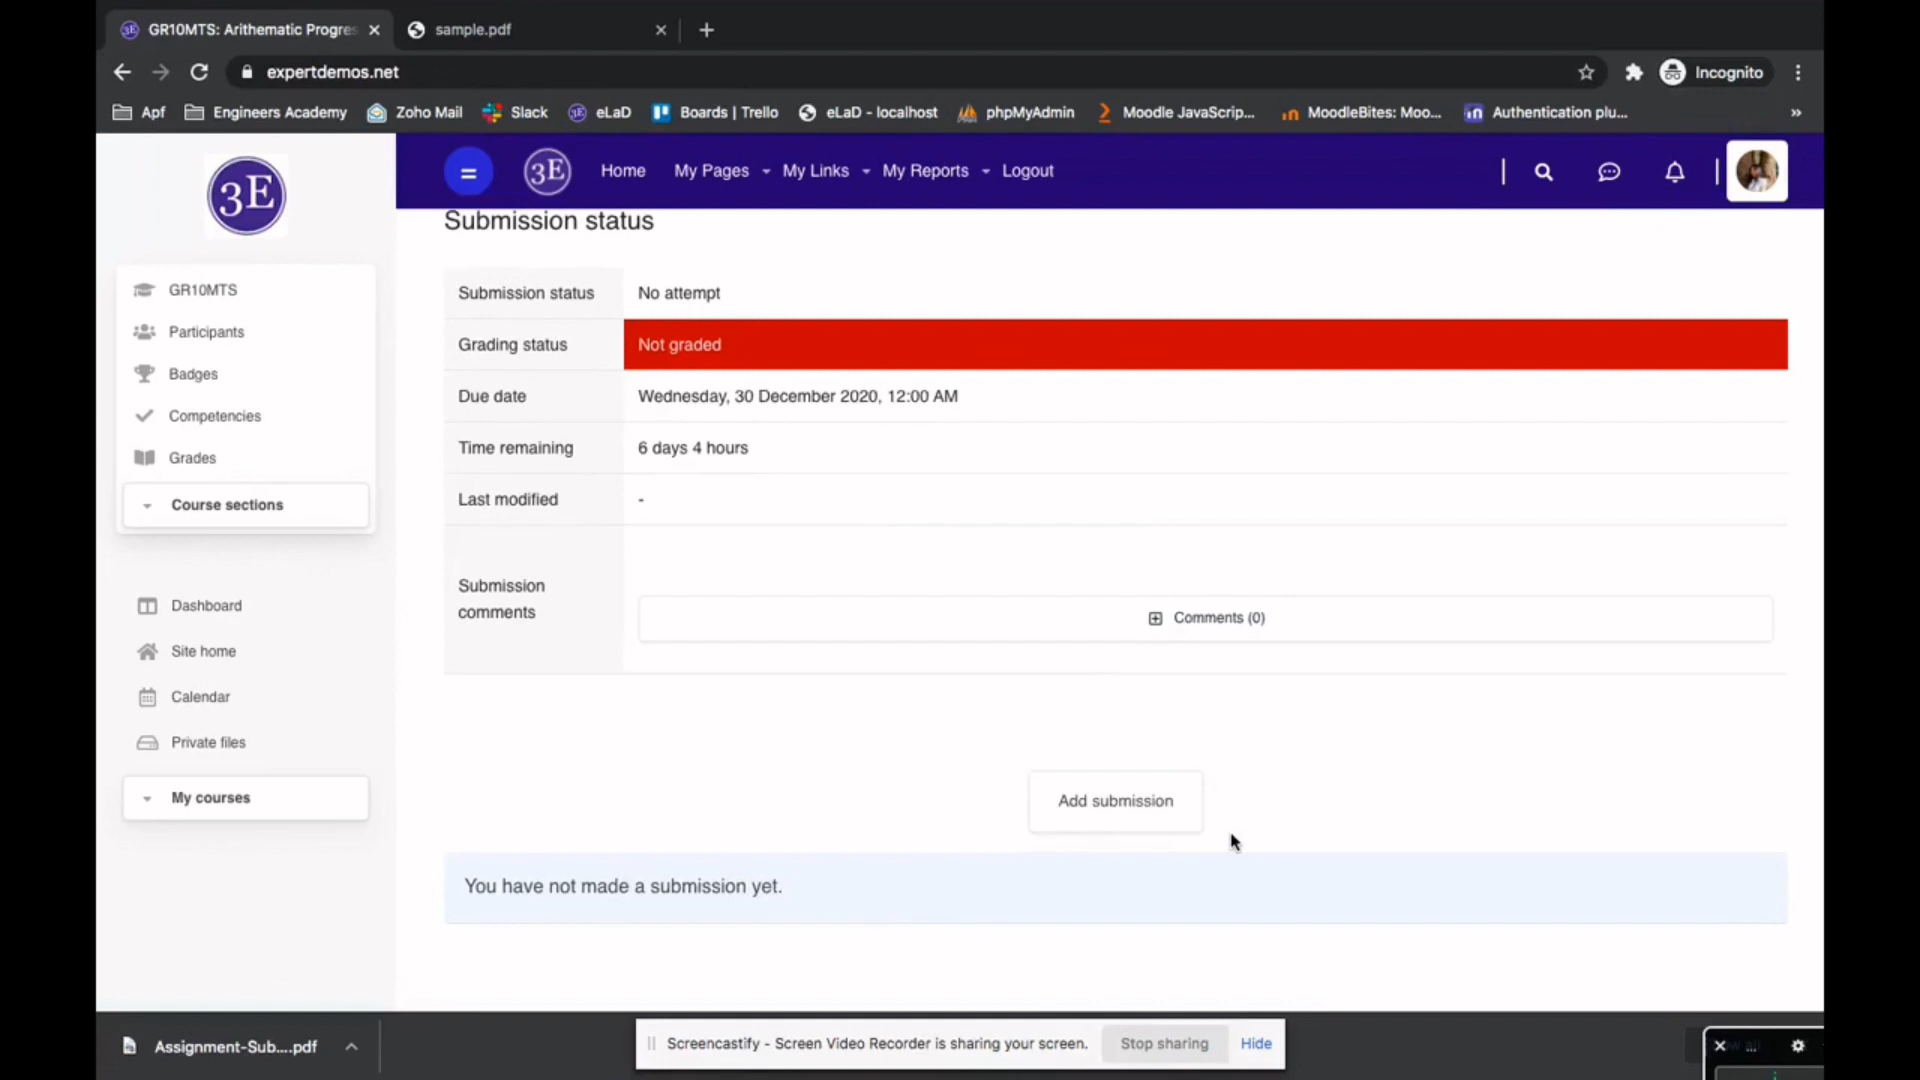 GR10MTS: Arithematic Progres
sample.pdf
expertdemos.net
Incognito
Apf
Engineers Academy
Zoho Mail
Slack
eLaD
Boards | Trello
eLaD - localhost
phpMyAdmin
Moodle JavaScrip...
MoodleBites: Moo...
Authentication plu...
»
3E
3E
Home
My Pages
My Links
My Reports
Logout
GR10MTS
Participants
Badges
Competencies
Grades
Course sections
Dashboard
Site home
Calendar
Private files
My courses
Submission status
Submission status No attempt
Grading status Not graded
Due date Wednesday, 30 December 2020, 12:00 AM
Time remaining 6 days 4 hours
Last modified -
Submission
comments
Comments (0)
Add submission
You have not made a submission yet.
Assignment-Sub....pdf
Screencastify - Screen Video Recorder is sharing your screen.
Stop sharing
Hide